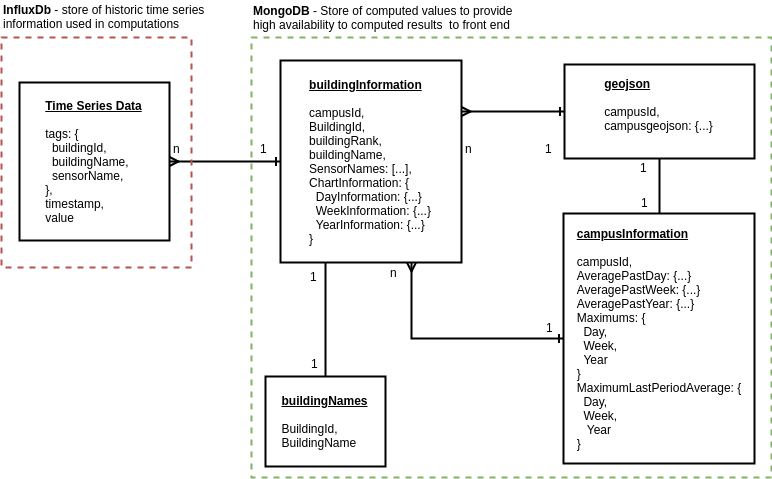 InfluxDb - store of historic time series
information used in computations
MongoDB - Store of computed values to provide
high availability to computed results to front end
Time Series Data
tags: {
buildingId,
buildingName,
sensorName,
},
timestamp,
value
n
1
buildingInformation
campusId,
BuildingId,
buildingRank,
buildingName,
SensorNames: [...],
ChartInformation: {
DayInformation: {...}
WeekInformation: {...}
YearInformation: {...}
}
n
1
geojson
campusId,
campusgeojson: {...}
1
1
campusInformation
campusId,
AveragePastDay: {...}
AveragePastWeek: {...}
AveragePastYear: {...}
Maximums: {
Day,
Week,
Year
}
MaximumLastPeriodAverage: {
Day,
Week,
Year
}
n
1
1
1
buildingNames
BuildingId,
BuildingName